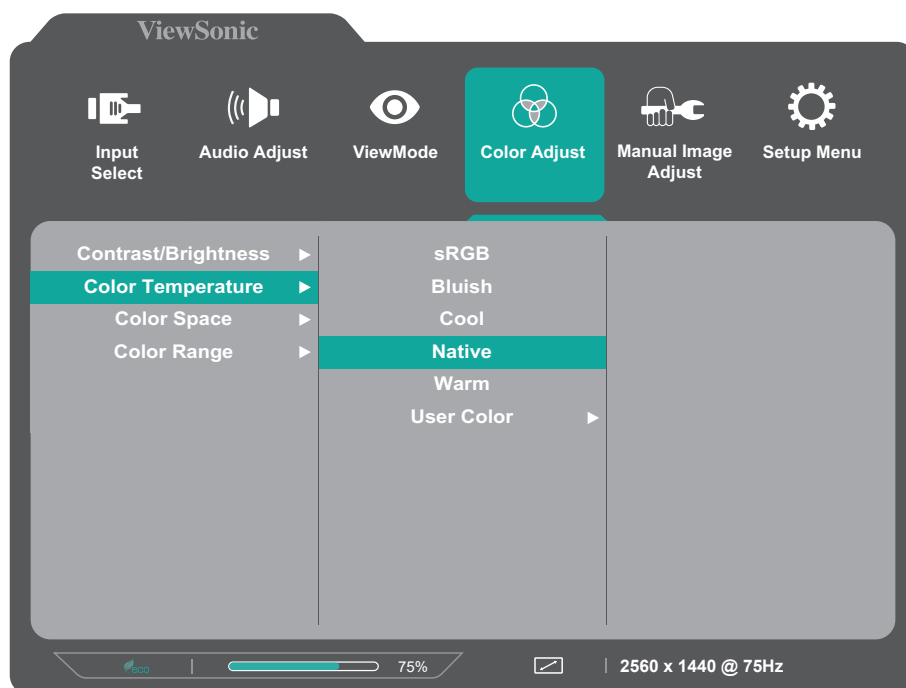 ViewSonic
Input
Select
Audio Adjust
ViewMode
Color Adjust
Manual Image
Adjust
Setup Menu
Contrast/Brightness
Color Temperature
Color Space
Color Range
sRGB
Bluish
Cool
Native
Warm
User Color
eco
75%
2560 x 1440 @ 75Hz